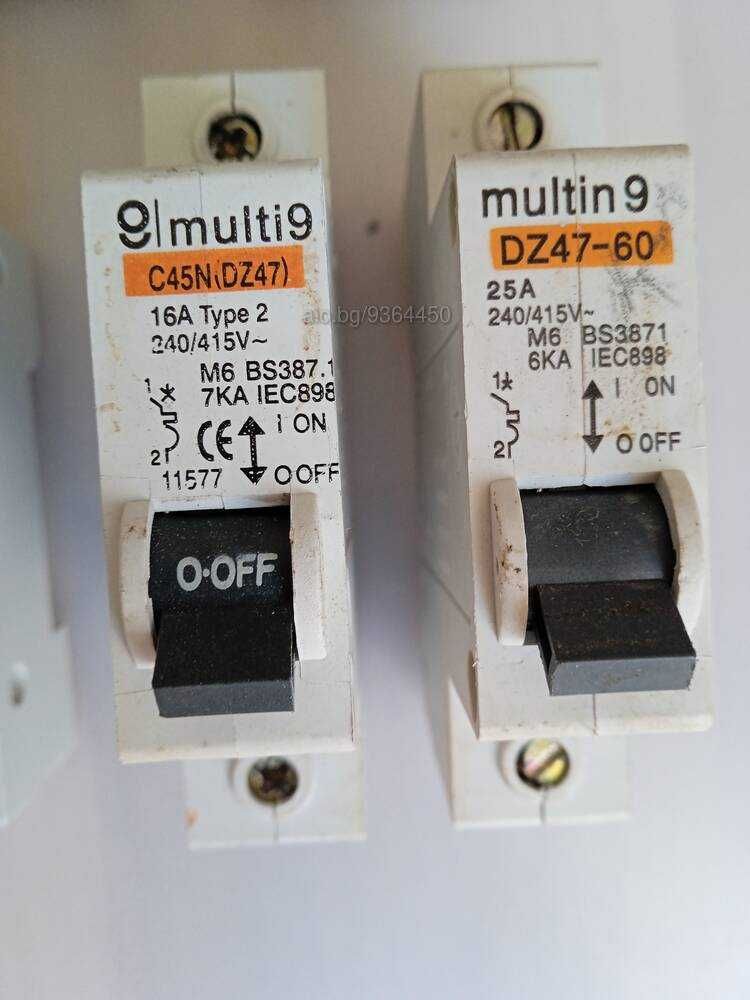 multi9
C45N(DZ47)
16A Type 2
240/415V~
M6 BS387.1
7KA IEC898
1
CE
I ON
2
O OFF
11577
O·OFF
multin9
DZ47-60
25A
240/415V~
M6 BS3871
6KA IEC898
1
I ON
2
O OFF
alo.bg/9364450